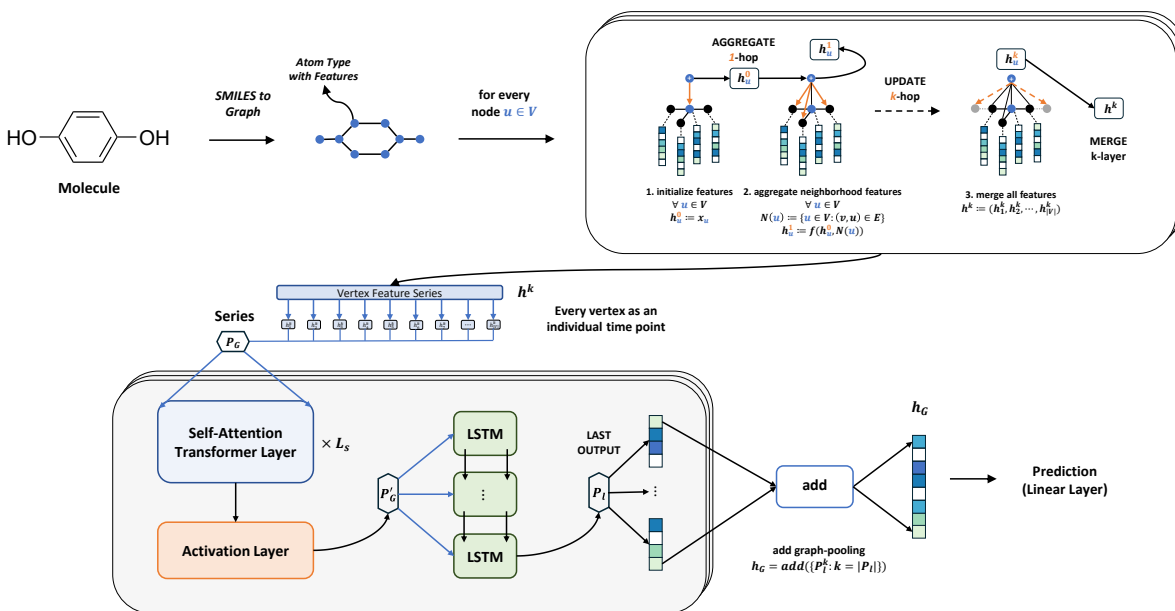 HO
OH
Molecule
SMILES to
Graph
Atom Type
with Features
for every
node u ∈ V
AGGREGATE
1-hop
h_u^0
h_u^1
UPDATE
k-hop
h_u^k
h^k
MERGE
k-layer
1. initialize features
∀ u ∈ V
h_u^0 ≔ x_u
2. aggregate neighborhood features
∀ u ∈ V
N(u) ≔ {u ∈ V: (v, u) ∈ E}
h_u^1 ≔ f(h_u^0, N(u))
3. merge all features
h^k ≔ (h_1^k, h_2^k, ⋯, h_|V|^k)
Vertex Feature Series
h^k
Every vertex as an
individual time point
⋯
Series
P_G
Self-Attention
Transformer Layer
× L_s
Activation Layer
P_G'
LSTM
⋮
LSTM
LAST
OUTPUT
P_l
⋮
add
add graph-pooling
h_G = add({P_l^k: k = |P_l|})
h_G
Prediction
(Linear Layer)